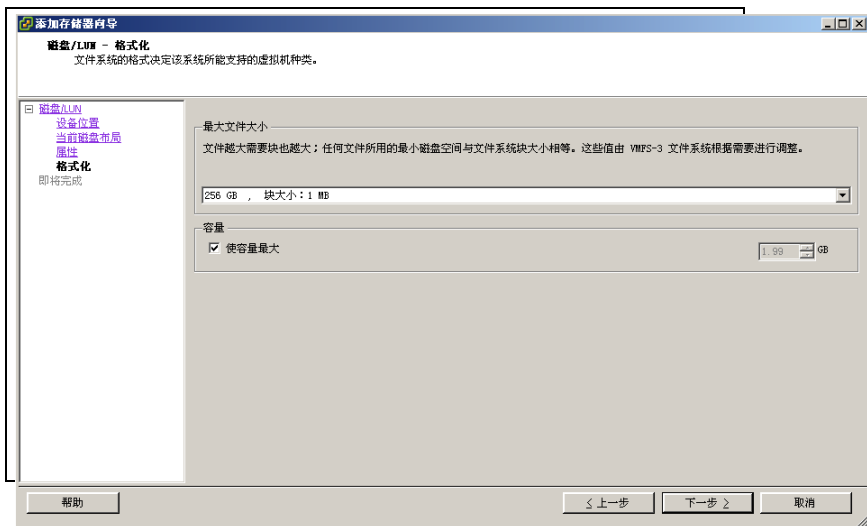 添加存储器向导
磁盘/LUN - 格式化
文件系统的格式决定该系统所能支持的虚拟机种类。
磁盘/LUN
设备位置
当前磁盘布局
属性
格式化
即将完成
最大文件大小
文件越大需要块也越大；任何文件所用的最小磁盘空间与文件系统块大小相等。这些值由 VMFS-3 文件系统根据需要进行调整。
256 GB , 块大小：1 MB
容量
使容量最大
1.99 GB
帮助
≤ 上一步
下一步 ≥
取消